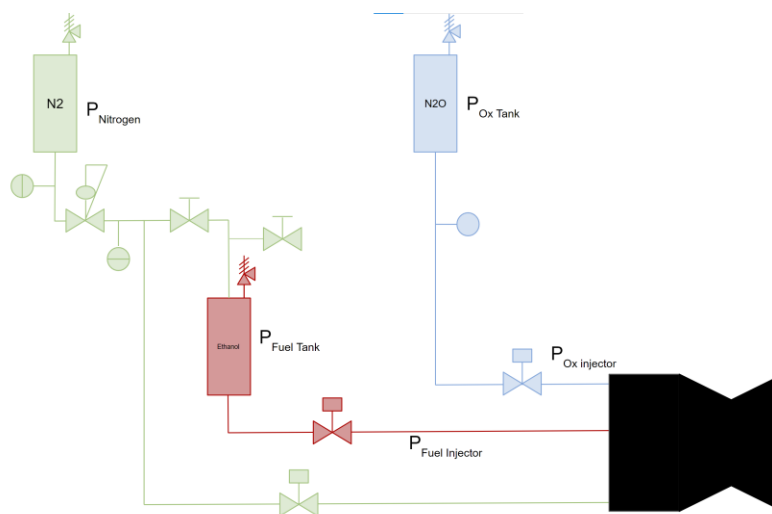 N2
P Nitrogen
N2O
P Ox Tank
Ethanol
P Fuel Tank
P Ox injector
P Fuel Injector